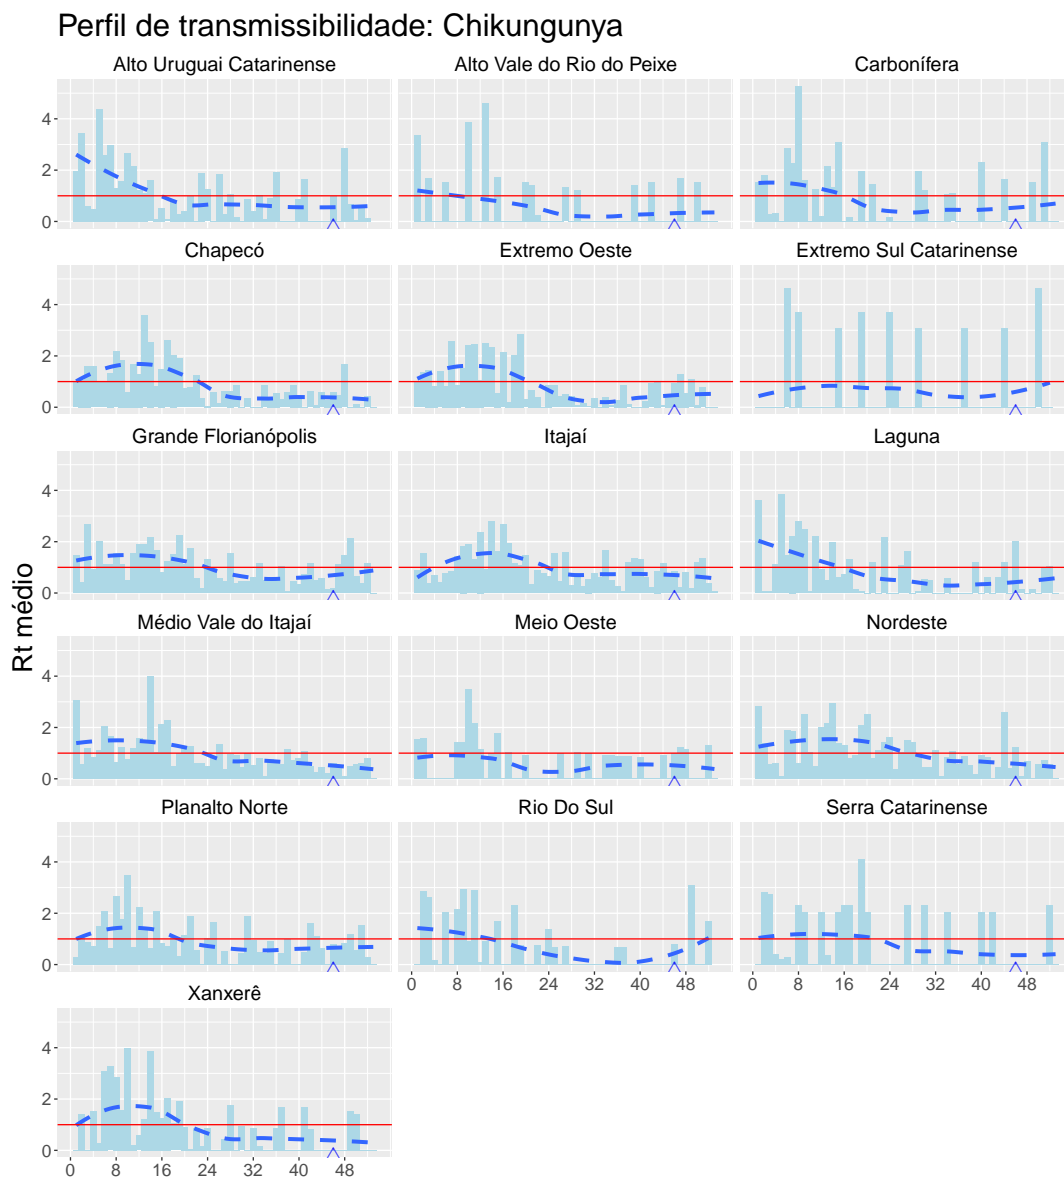 Perfil de transmissibilidade: Chikungunya
Alto Uruguai Catarinense
Alto Vale do Rio do Peixe
Carbonífera
4
2
0
Chapecó
Extremo Oeste
Extremo Sul Catarinense
4
2
0
Grande Florianópolis
Itajaí
Laguna
4
2
0
Rt médio
Médio Vale do Itajaí
Meio Oeste
Nordeste
4
2
0
Planalto Norte
Rio Do Sul
Serra Catarinense
4
2
0
0 8 16 24 32 40 48
0 8 16 24 32 40 48
Xanxerê
4
2
0
0 8 16 24 32 40 48